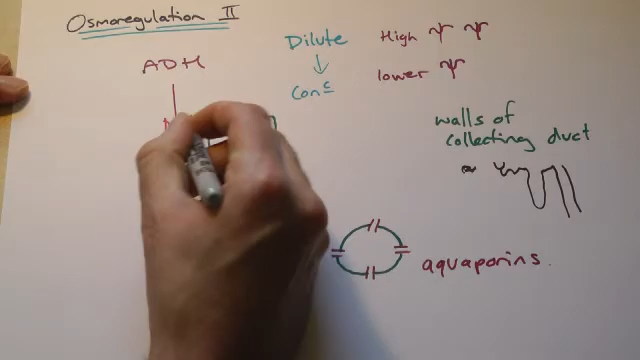 Osmoregulation II
ADH
Dilute
↓
Conc
High Ψ Ψ
lower Ψ
walls of
collecting duct
aquaporins.